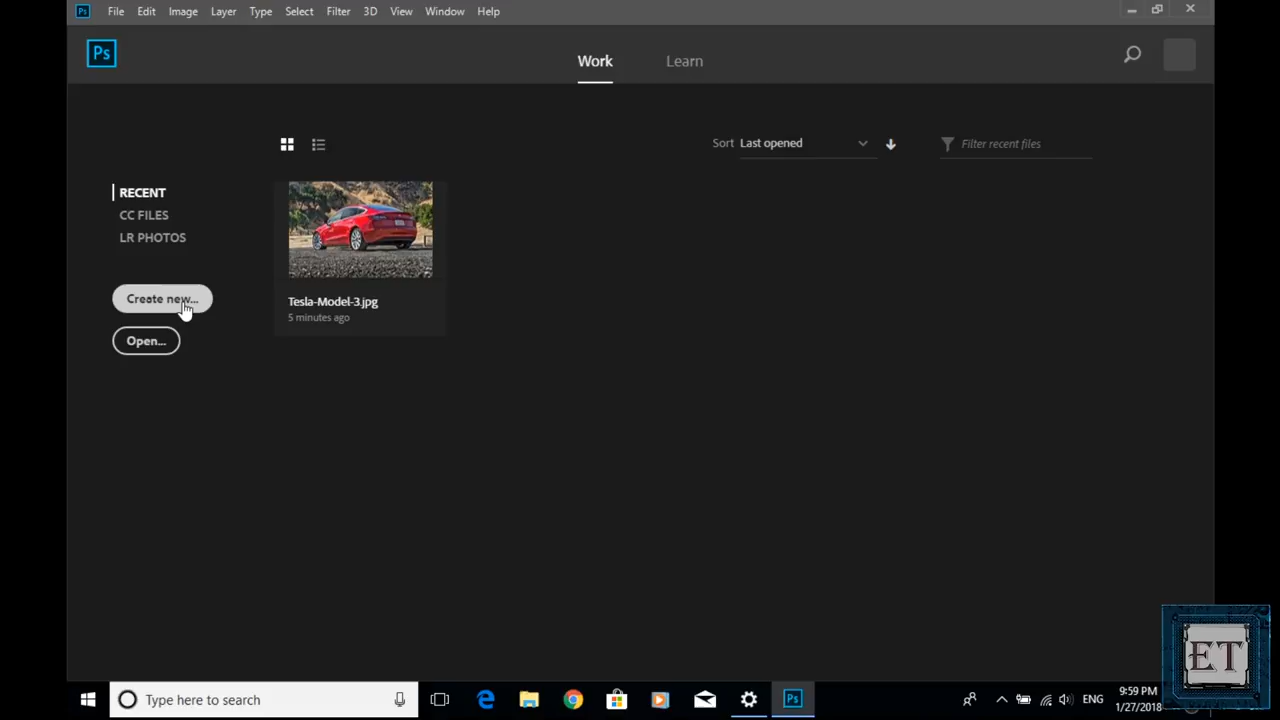 Ps File Edit Image Layer Type Select Filter 3D View Window Help
Ps Work Learn
Sort Last opened Filter recent files
RECENT
CC FILES
LR PHOTOS
Create new...
Open...
Tesla-Model-3.jpg
5 minutes ago
ET
Type here to search
Ps
ENG
9:59 PM
1/27/2018